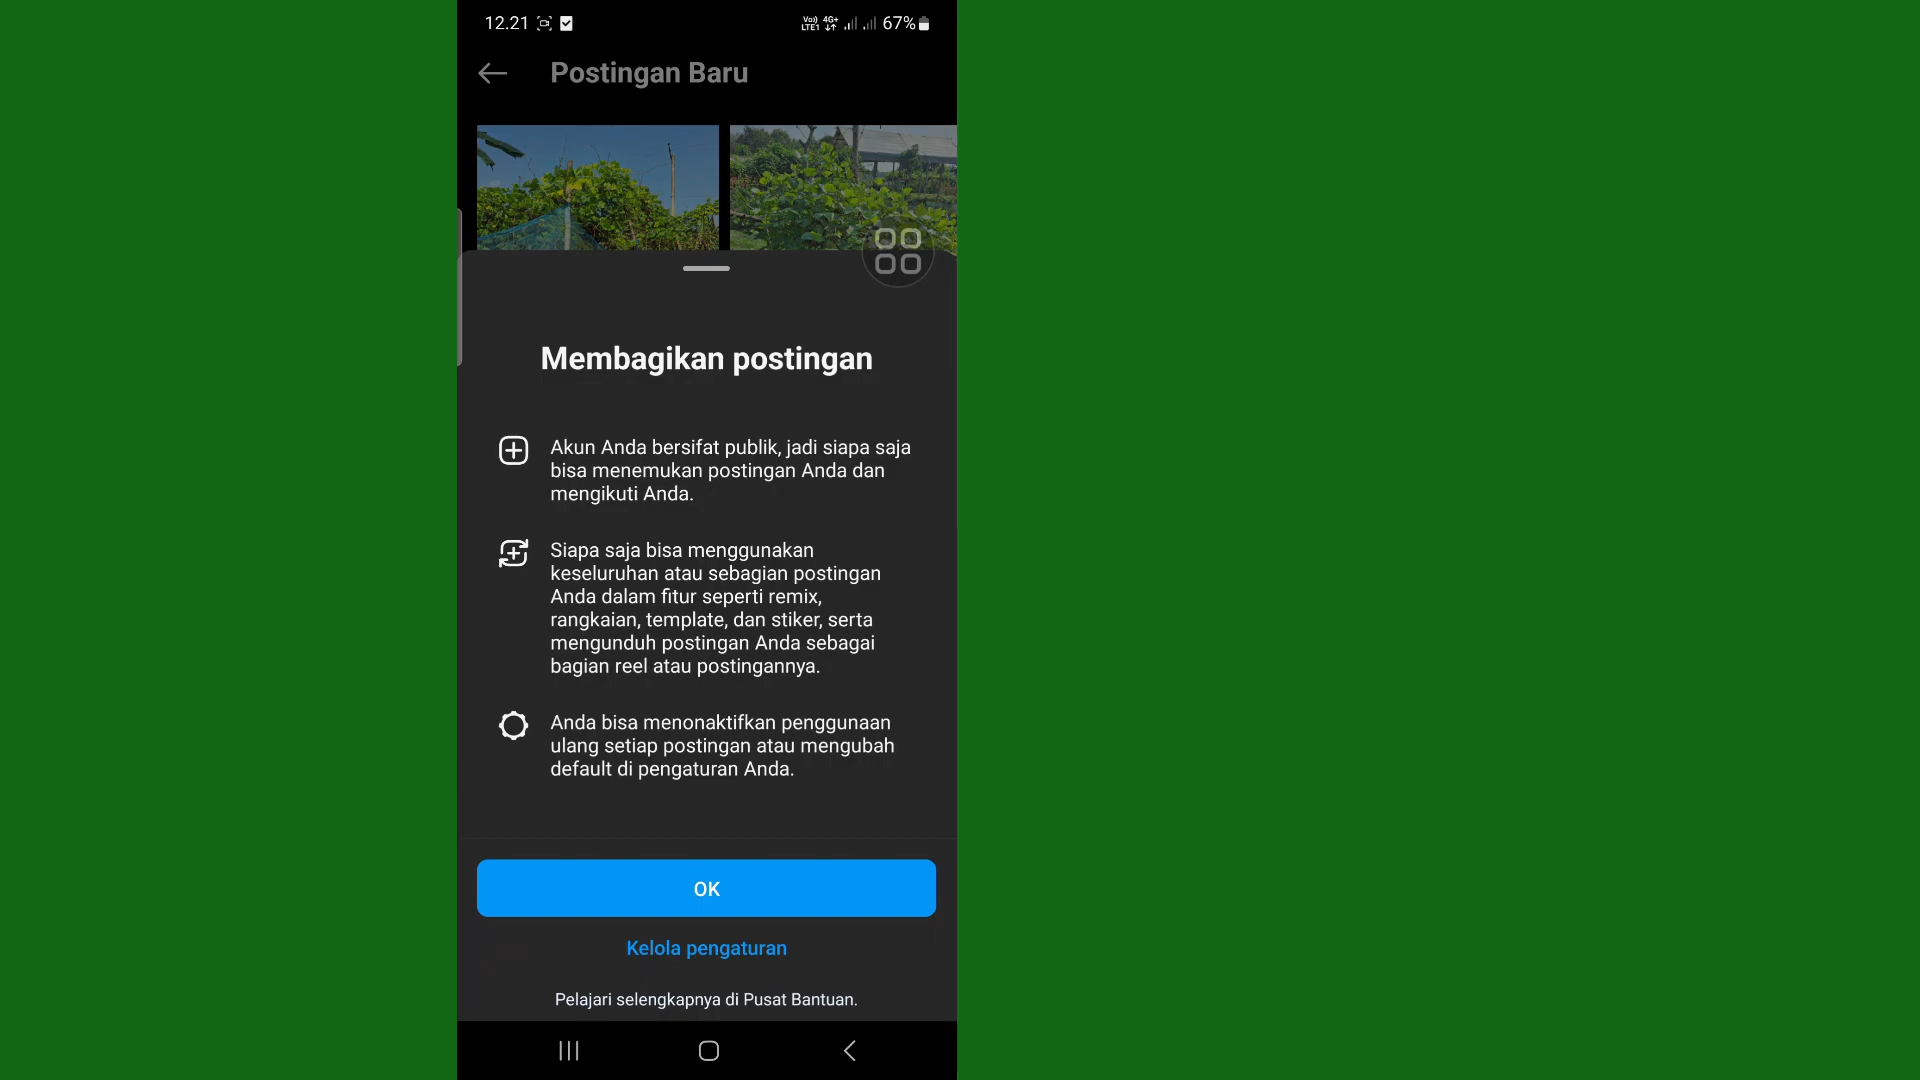 12.21
Vo)) LTE1 4G+ 67%
Postingan Baru
Membagikan postingan
Akun Anda bersifat publik, jadi siapa saja
bisa menemukan postingan Anda dan
mengikuti Anda.
Siapa saja bisa menggunakan
keseluruhan atau sebagian postingan
Anda dalam fitur seperti remix,
rangkaian, template, dan stiker, serta
mengunduh postingan Anda sebagai
bagian reel atau postingannya.
Anda bisa menonaktifkan penggunaan
ulang setiap postingan atau mengubah
default di pengaturan Anda.
OK
Kelola pengaturan
Pelajari selengkapnya di Pusat Bantuan.